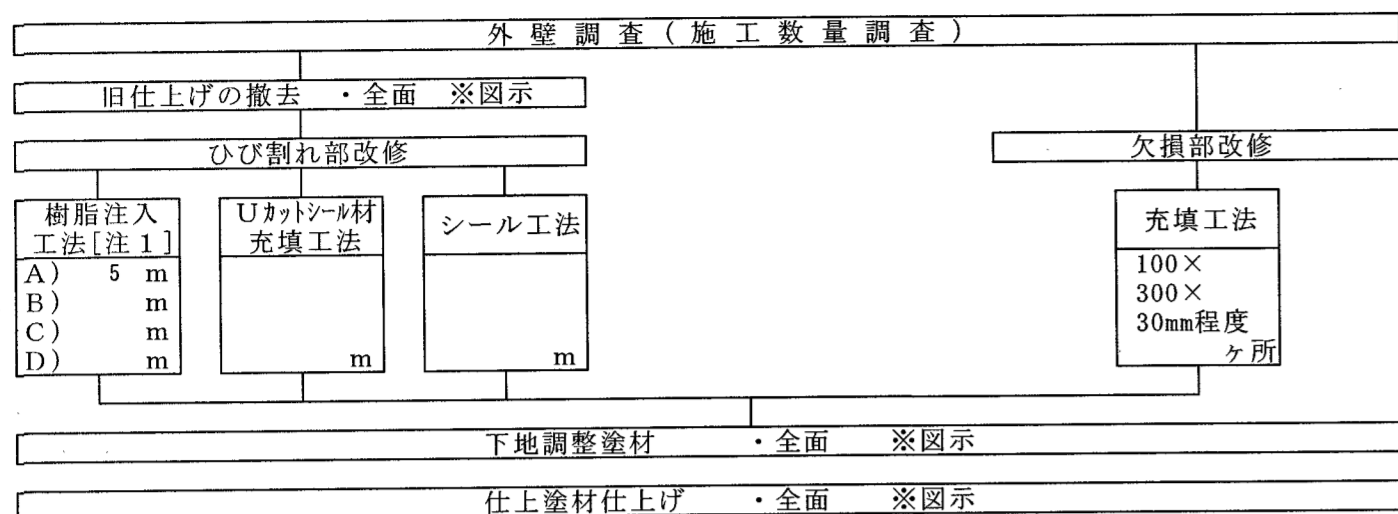 外壁調査(施工数量調査)
旧仕上げの撤去 ・全面 ※図示
ひび割れ部改修
欠損部改修
樹脂注入
工法[注1]
A) 5 m
B) m
C) m
D) m
Uカットシール材
充填工法
m
シール工法
m
充填工法
100×
300×
30mm程度
ヶ所
下地調整塗材 ・全面 ※図示
仕上塗材仕上げ ・全面 ※図示